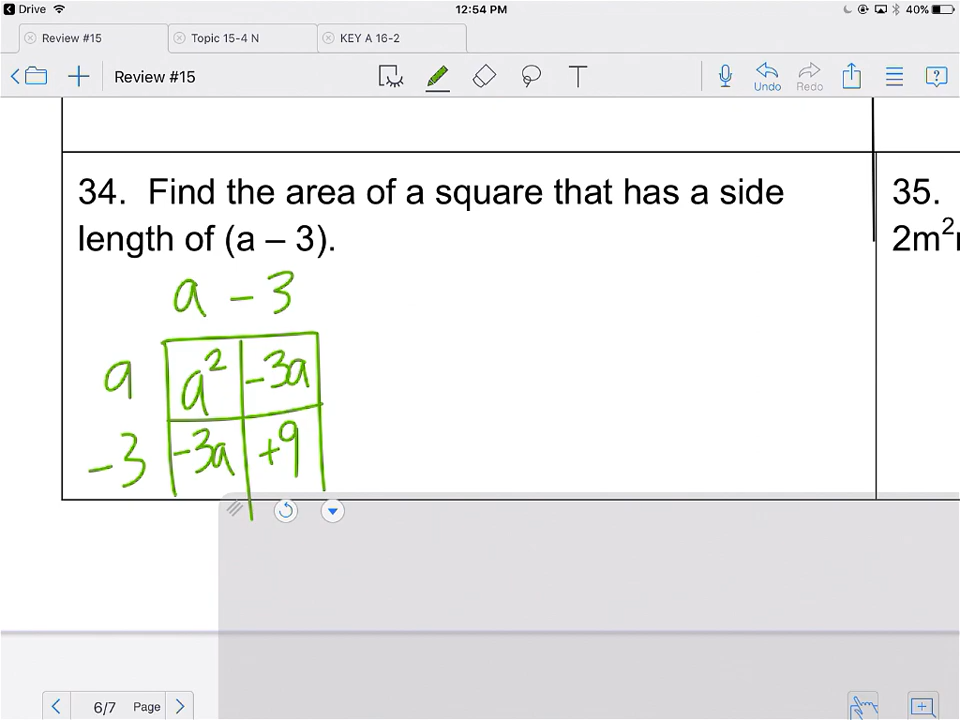 Drive 12:54 PM 40%
Review #15 Topic 15-4 N KEY A 16-2
Review #15 T Undo Redo ?
34. Find the area of a square that has a side
length of (a – 3).
35.
2m²
a - 3
a a² -3a
-3 -3a +9
6/7 Page